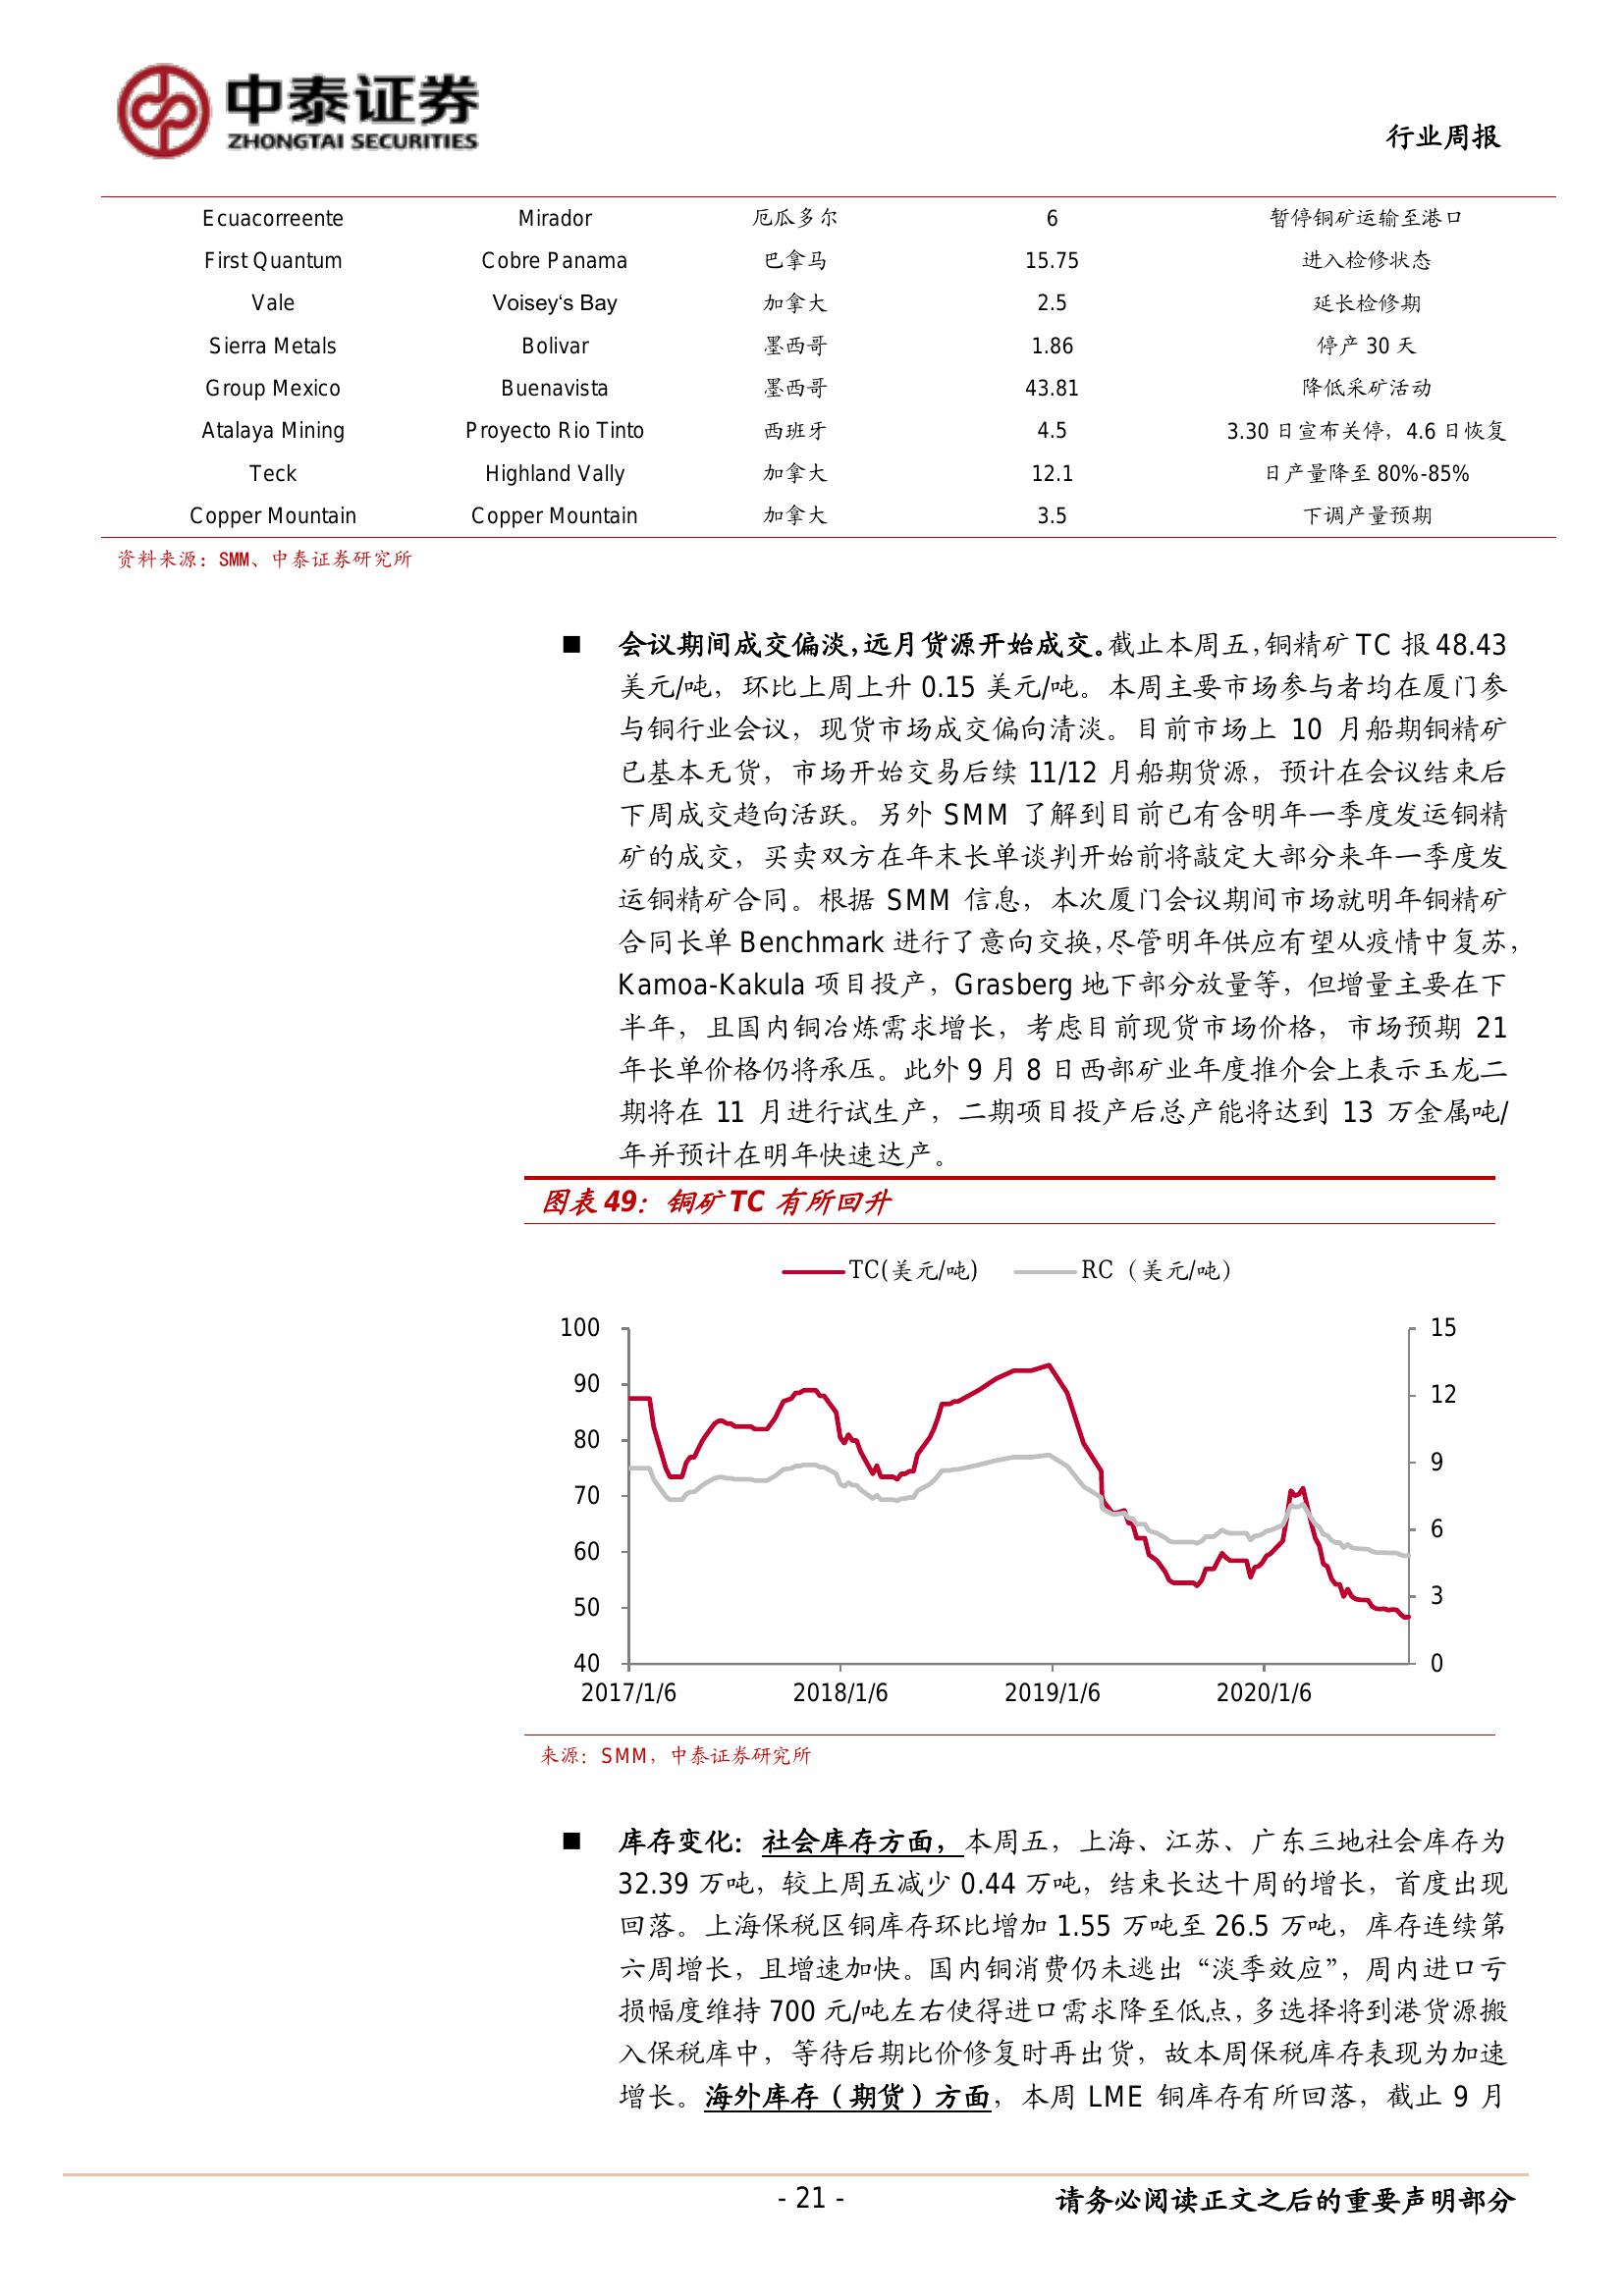 中泰证券
ZHONGTAI SECURITIES
行业周报
Ecuacorreente Mirador 厄瓜多尔 6 暂停铜矿运输至港口
First Quantum Cobre Panama 巴拿马 15.75 进入检修状态
Vale Voisey‘s Bay 加拿大 2.5 延长检修期
Sierra Metals Bolivar 墨西哥 1.86 停产 30 天
Group Mexico Buenavista 墨西哥 43.81 降低采矿活动
Atalaya Mining Proyecto Rio Tinto 西班牙 4.5 3.30 日宣布关停，4.6 日恢复
Teck Highland Vally 加拿大 12.1 日产量降至 80%-85%
Copper Mountain Copper Mountain 加拿大 3.5 下调产量预期
资料来源：SMM、中泰证券研究所
■ 会议期间成交偏淡，远月货源开始成交。截止本周五，铜精矿 TC 报 48.43
美元/吨，环比上周上升 0.15 美元/吨。本周主要市场参与者均在厦门参
与铜行业会议，现货市场成交偏向清淡。目前市场上 10 月船期铜精矿
已基本无货，市场开始交易后续 11/12 月船期货源，预计在会议结束后
下周成交趋向活跃。另外 SMM 了解到目前已有含明年一季度发运铜精
矿的成交，买卖双方在年末长单谈判开始前将敲定大部分来年一季度发
运铜精矿合同。根据 SMM 信息，本次厦门会议期间市场就明年铜精矿
合同长单 Benchmark 进行了意向交换，尽管明年供应有望从疫情中复苏，
Kamoa-Kakula 项目投产，Grasberg 地下部分放量等，但增量主要在下
半年，且国内铜冶炼需求增长，考虑目前现货市场价格，市场预期 21
年长单价格仍将承压。此外 9 月 8 日西部矿业年度推介会上表示玉龙二
期将在 11 月进行试生产，二期项目投产后总产能将达到 13 万金属吨/
年并预计在明年快速达产。
图表 49：铜矿 TC 有所回升
TC(美元/吨) RC（美元/吨）
100 15
90 12
80 9
70 6
60 3
50 0
40
2017/1/6 2018/1/6 2019/1/6 2020/1/6
来源：SMM，中泰证券研究所
■ 库存变化：社会库存方面，本周五，上海、江苏、广东三地社会库存为
32.39 万吨，较上周五减少 0.44 万吨，结束长达十周的增长，首度出现
回落。上海保税区铜库存环比增加 1.55 万吨至 26.5 万吨，库存连续第
六周增长，且增速加快。国内铜消费仍未逃出“淡季效应”，周内进口亏
损幅度维持 700 元/吨左右使得进口需求降至低点，多选择将到港货源搬
入保税库中，等待后期比价修复时再出货，故本周保税库存表现为加速
增长。海外库存（期货）方面，本周 LME 铜库存有所回落，截止 9 月
- 21 - 请务必阅读正文之后的重要声明部分